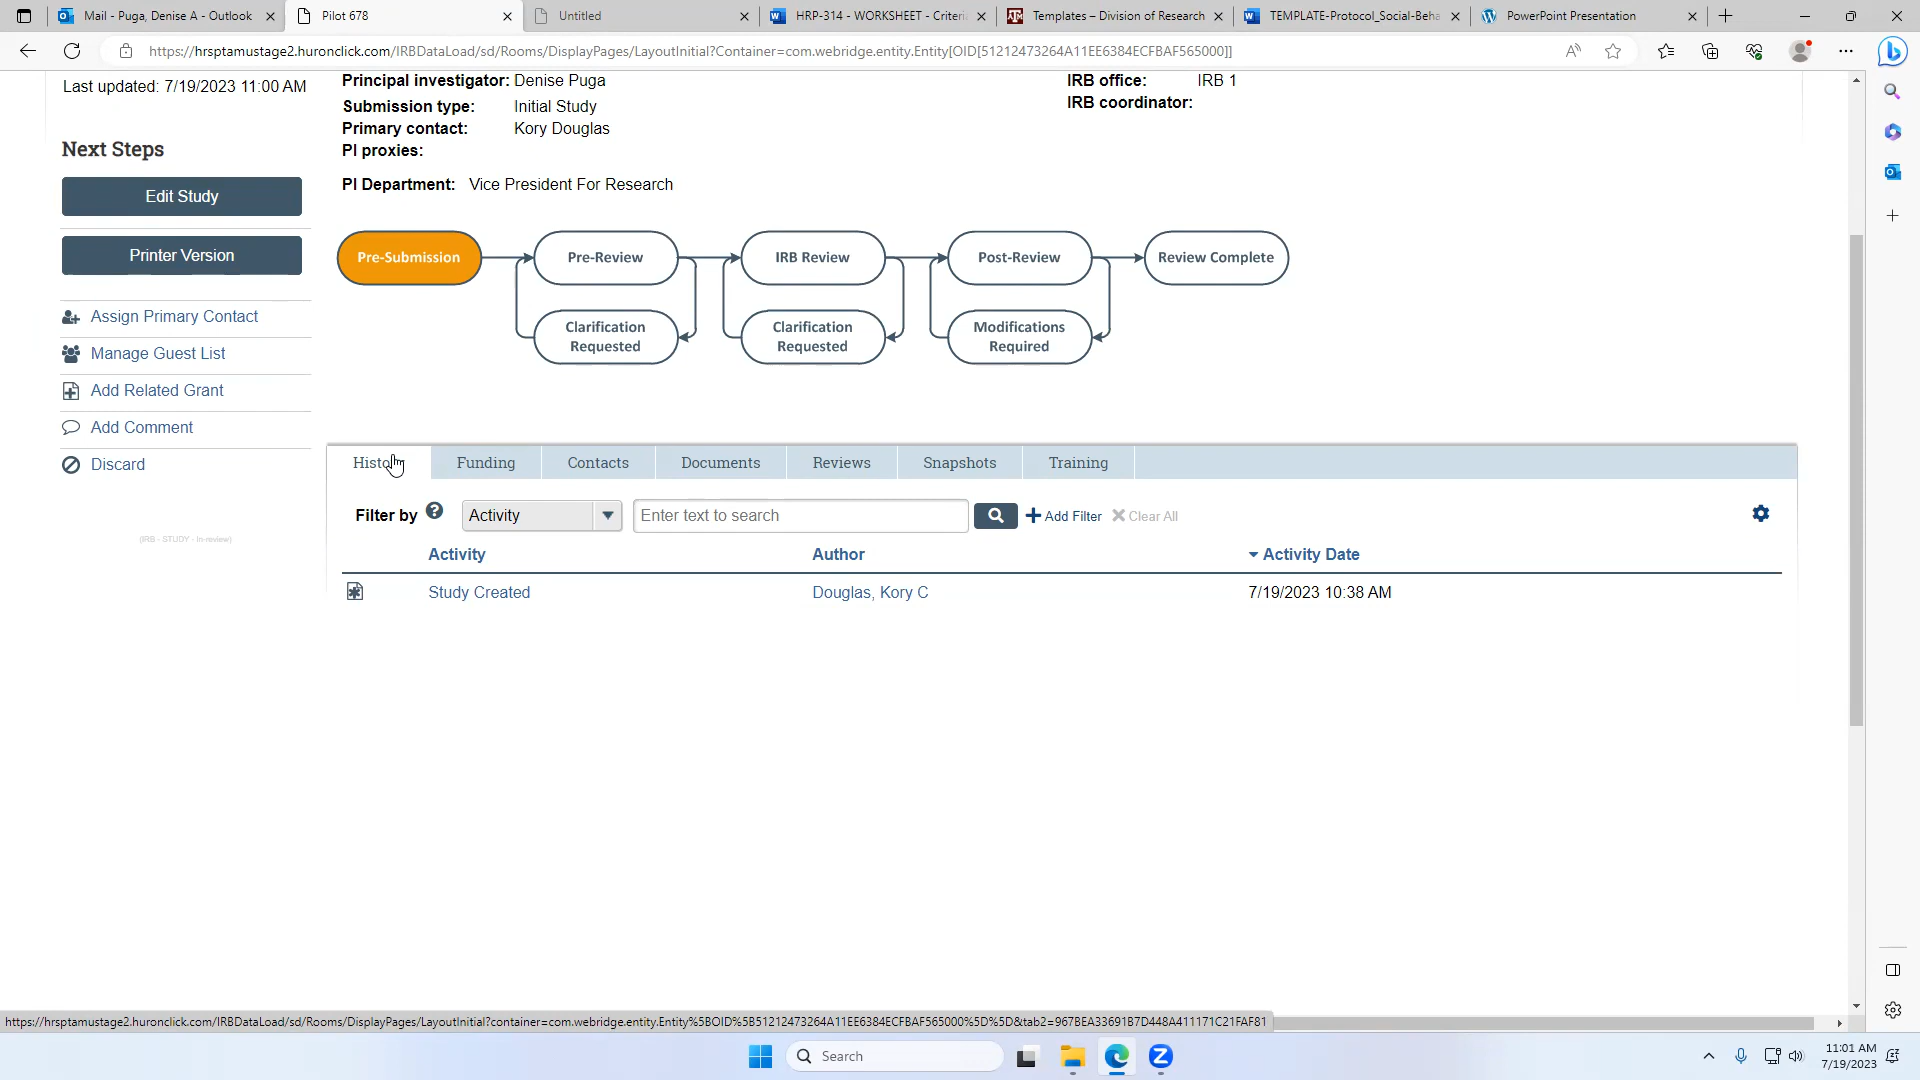 Mail - Puga, Denise A - Outlook
Pilot 678
Untitled
HRP-314 - WORKSHEET - Criteri
Templates – Division of Research
TEMPLATE-Protocol_Social-Beha
PowerPoint Presentation
https://hrsptamustage2.huronclick.com/IRBDataLoad/sd/Rooms/DisplayPages/LayoutInitial?Container=com.webridge.entity.Entity[OID[51212473264A11EE6384ECFBAF565000]]
Last updated: 7/19/2023 11:00 AM
Principal investigator: Denise Puga
IRB office: IRB 1
Submission type: Initial Study
IRB coordinator:
Primary contact: Kory Douglas
PI proxies:
PI Department: Vice President For Research
Next Steps
Edit Study
Printer Version
Assign Primary Contact
Manage Guest List
Add Related Grant
Add Comment
Discard
(IRB - STUDY - In-review)
Pre-Submission
Pre-Review
IRB Review
Post-Review
Review Complete
Clarification
Requested
Clarification
Requested
Modifications
Required
History
Funding
Contacts
Documents
Reviews
Snapshots
Training
Filter by
Activity
Enter text to search
Add Filter
Clear All
Activity Author Activity Date
Study Created Douglas, Kory C 7/19/2023 10:38 AM
https://hrsptamustage2.huronclick.com/IRBDataLoad/sd/Rooms/DisplayPages/LayoutInitial?container=com.webridge.entity.Entity%5BOID%5B51212473264A11EE6384ECFBAF565000%5D%5D&tab2=967BEA33691B7D448A411171C21FAF81
Search
11:01 AM
7/19/2023